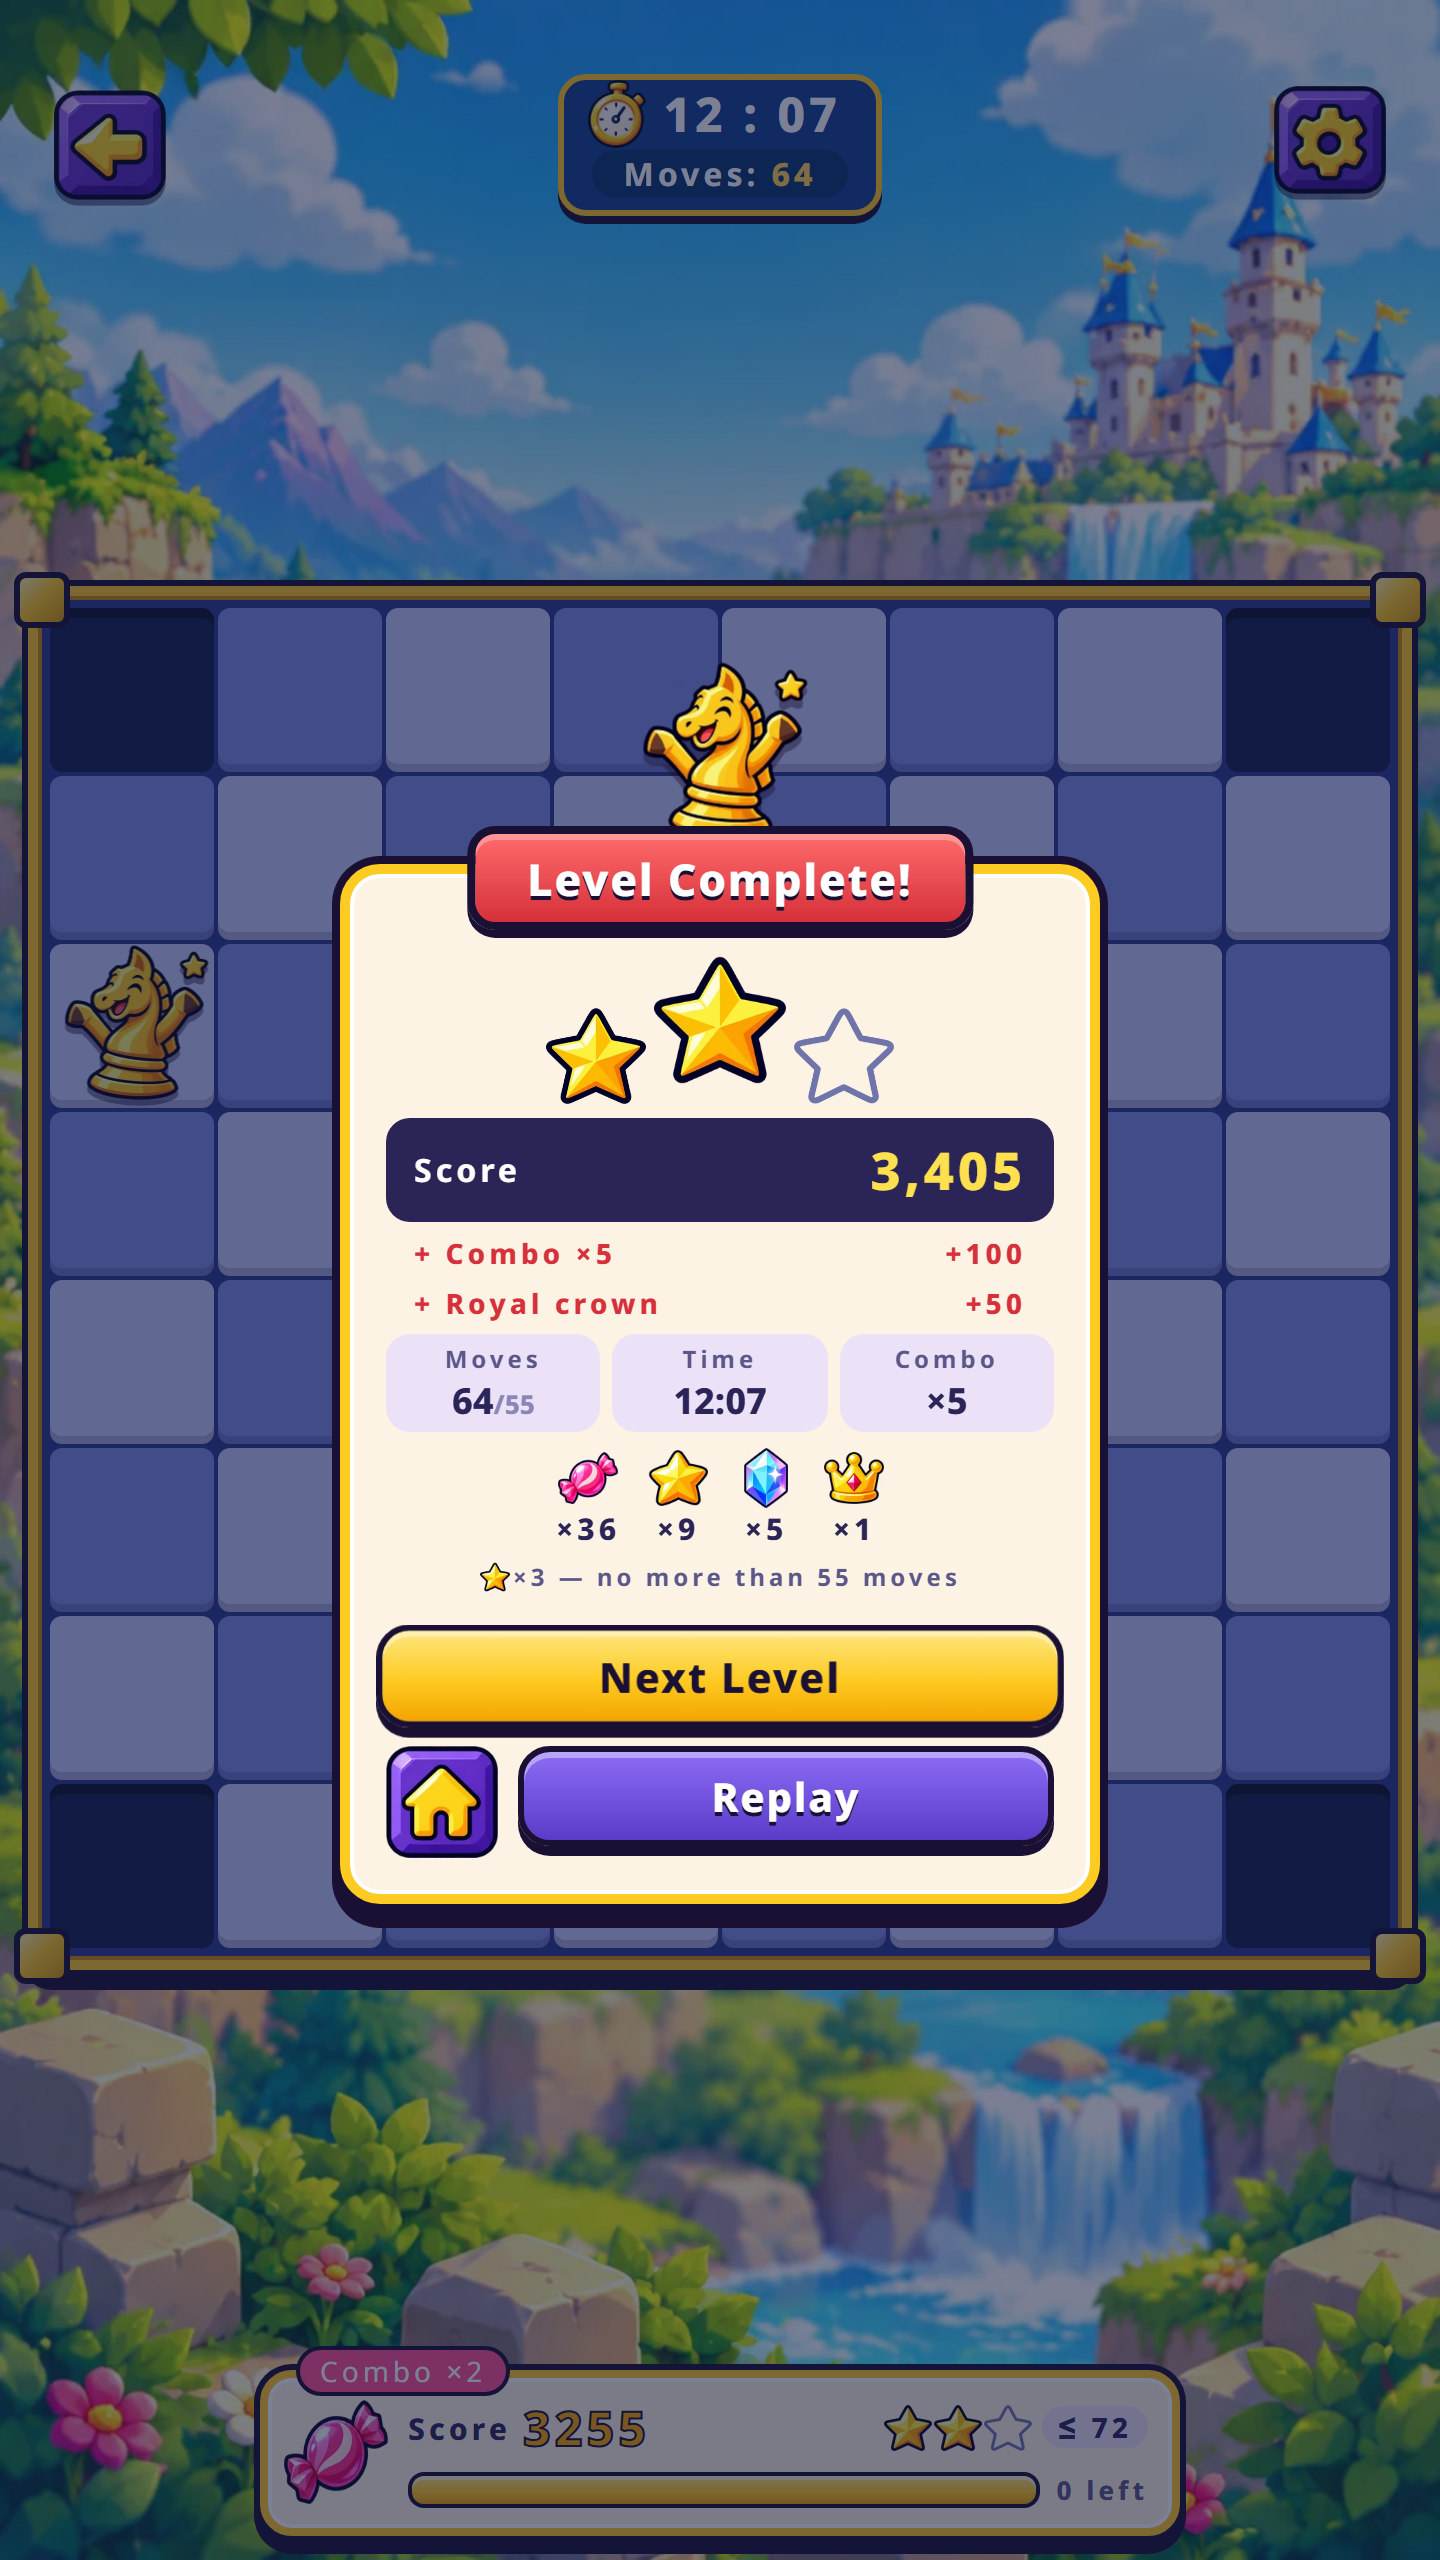 12 : 07
Moves: 64
Level Complete!
Score 3,405
+ Combo ×5 +100
+ Royal crown +50
Moves Time Combo
64/55 12:07 ×5
×36 ×9 ×5 ×1
×3 — no more than 55 moves
Next Level
Replay
Combo ×2
Score 3255 ≤ 72
0 left